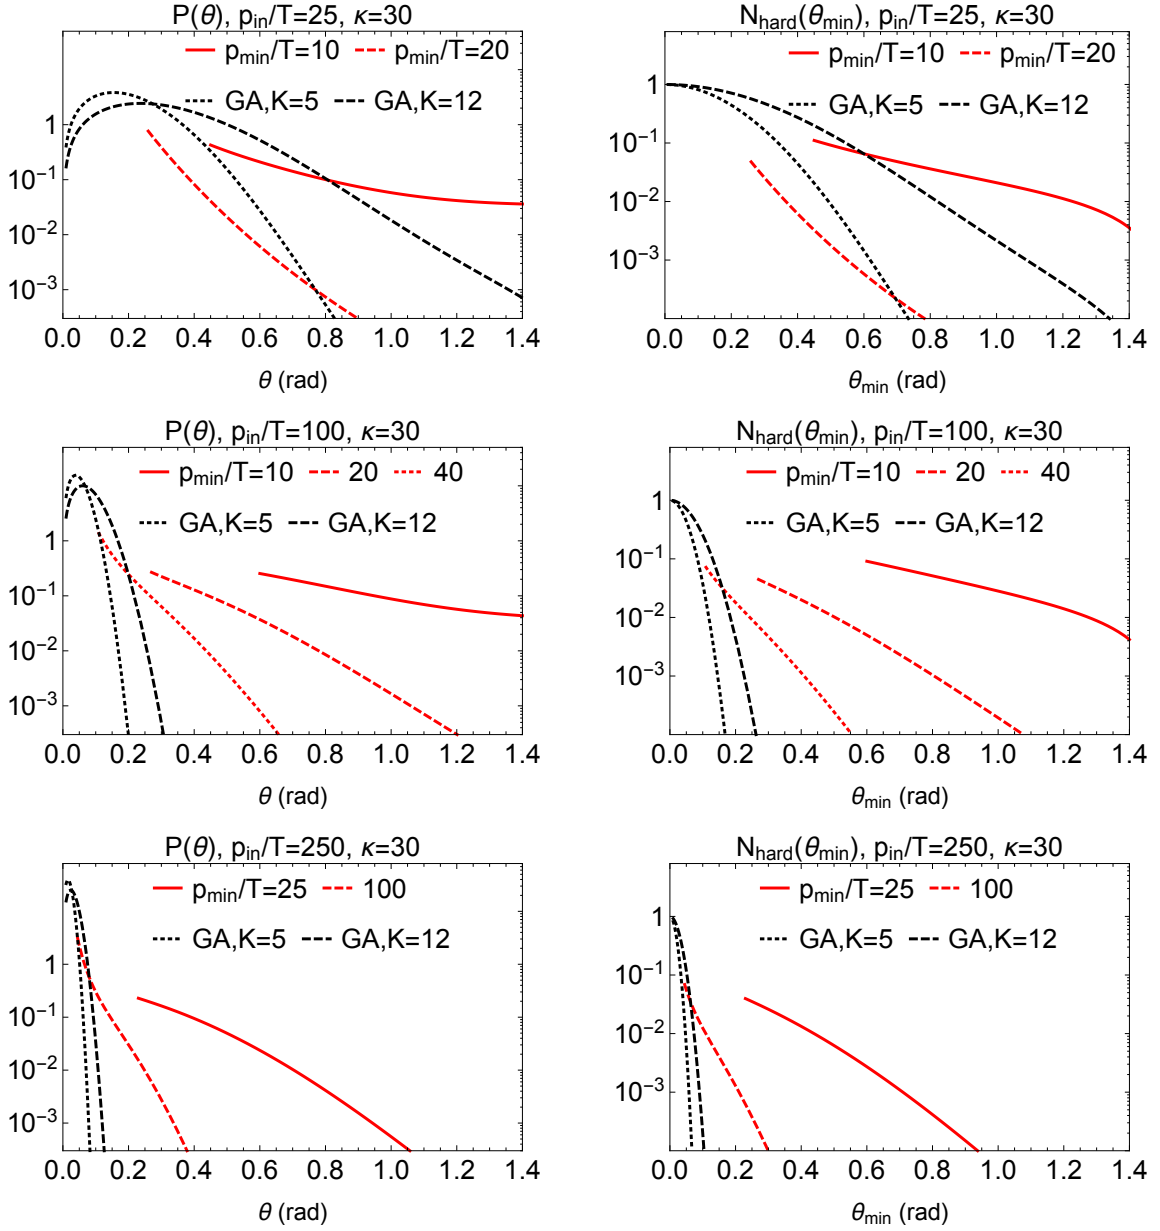 P(θ), p_in/T=25, κ=30
p_min/T=10 p_min/T=20
GA,K=5 GA,K=12
1
10^-1
10^-2
10^-3
0.0 0.2 0.4 0.6 0.8 1.0 1.2 1.4
θ (rad)
N_hard(θ_min), p_in/T=25, κ=30
p_min/T=10 p_min/T=20
GA,K=5 GA,K=12
1
10^-1
10^-2
10^-3
0.0 0.2 0.4 0.6 0.8 1.0 1.2 1.4
θ_min (rad)
P(θ), p_in/T=100, κ=30
p_min/T=10 20 40
GA,K=5 GA,K=12
1
10^-1
10^-2
10^-3
0.0 0.2 0.4 0.6 0.8 1.0 1.2 1.4
θ (rad)
N_hard(θ_min), p_in/T=100, κ=30
p_min/T=10 20 40
GA,K=5 GA,K=12
1
10^-1
10^-2
10^-3
0.0 0.2 0.4 0.6 0.8 1.0 1.2 1.4
θ_min (rad)
P(θ), p_in/T=250, κ=30
p_min/T=25 100
GA,K=5 GA,K=12
1
10^-1
10^-2
10^-3
0.0 0.2 0.4 0.6 0.8 1.0 1.2 1.4
θ (rad)
N_hard(θ_min), p_in/T=250, κ=30
p_min/T=25 100
GA,K=5 GA,K=12
1
10^-1
10^-2
10^-3
0.0 0.2 0.4 0.6 0.8 1.0 1.2 1.4
θ_min (rad)